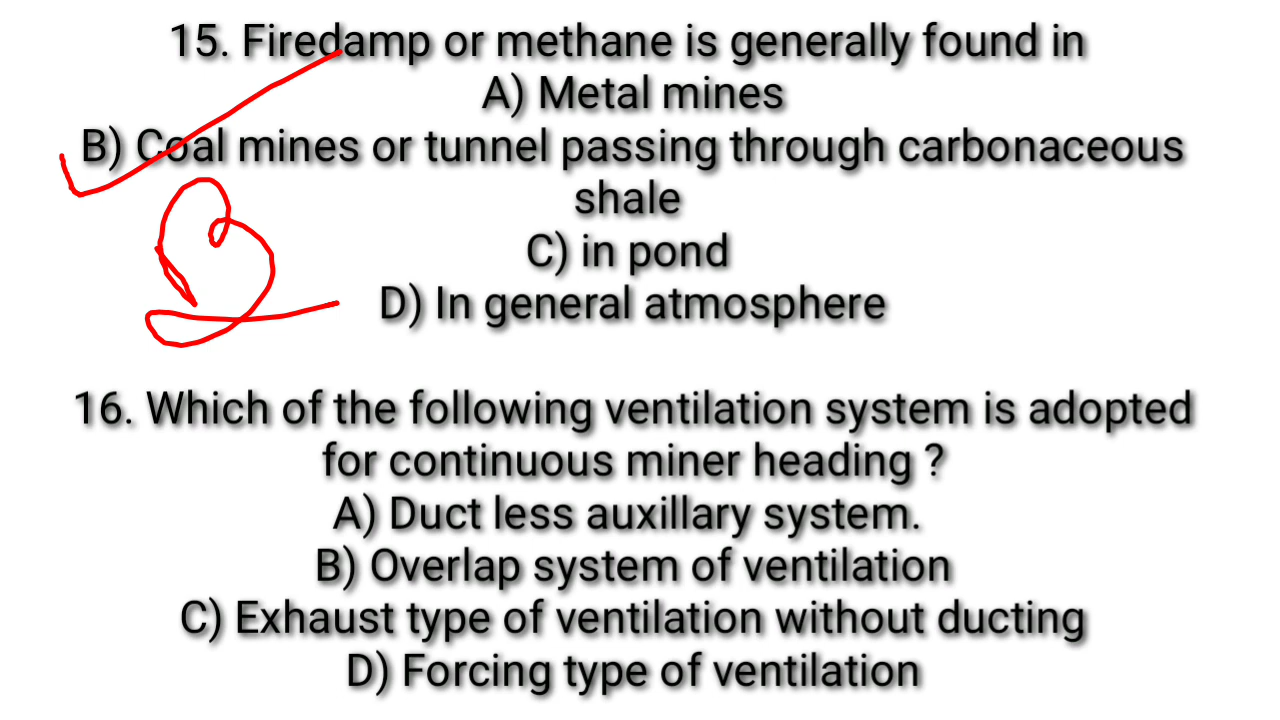 15. Firedamp or methane is generally found in
A) Metal mines
B) Coal mines or tunnel passing through carbonaceous
shale
B
C) in pond
D) In general atmosphere
16. Which of the following ventilation system is adopted
for continuous miner heading ?
A) Duct less auxillary system.
B) Overlap system of ventilation
C) Exhaust type of ventilation without ducting
D) Forcing type of ventilation